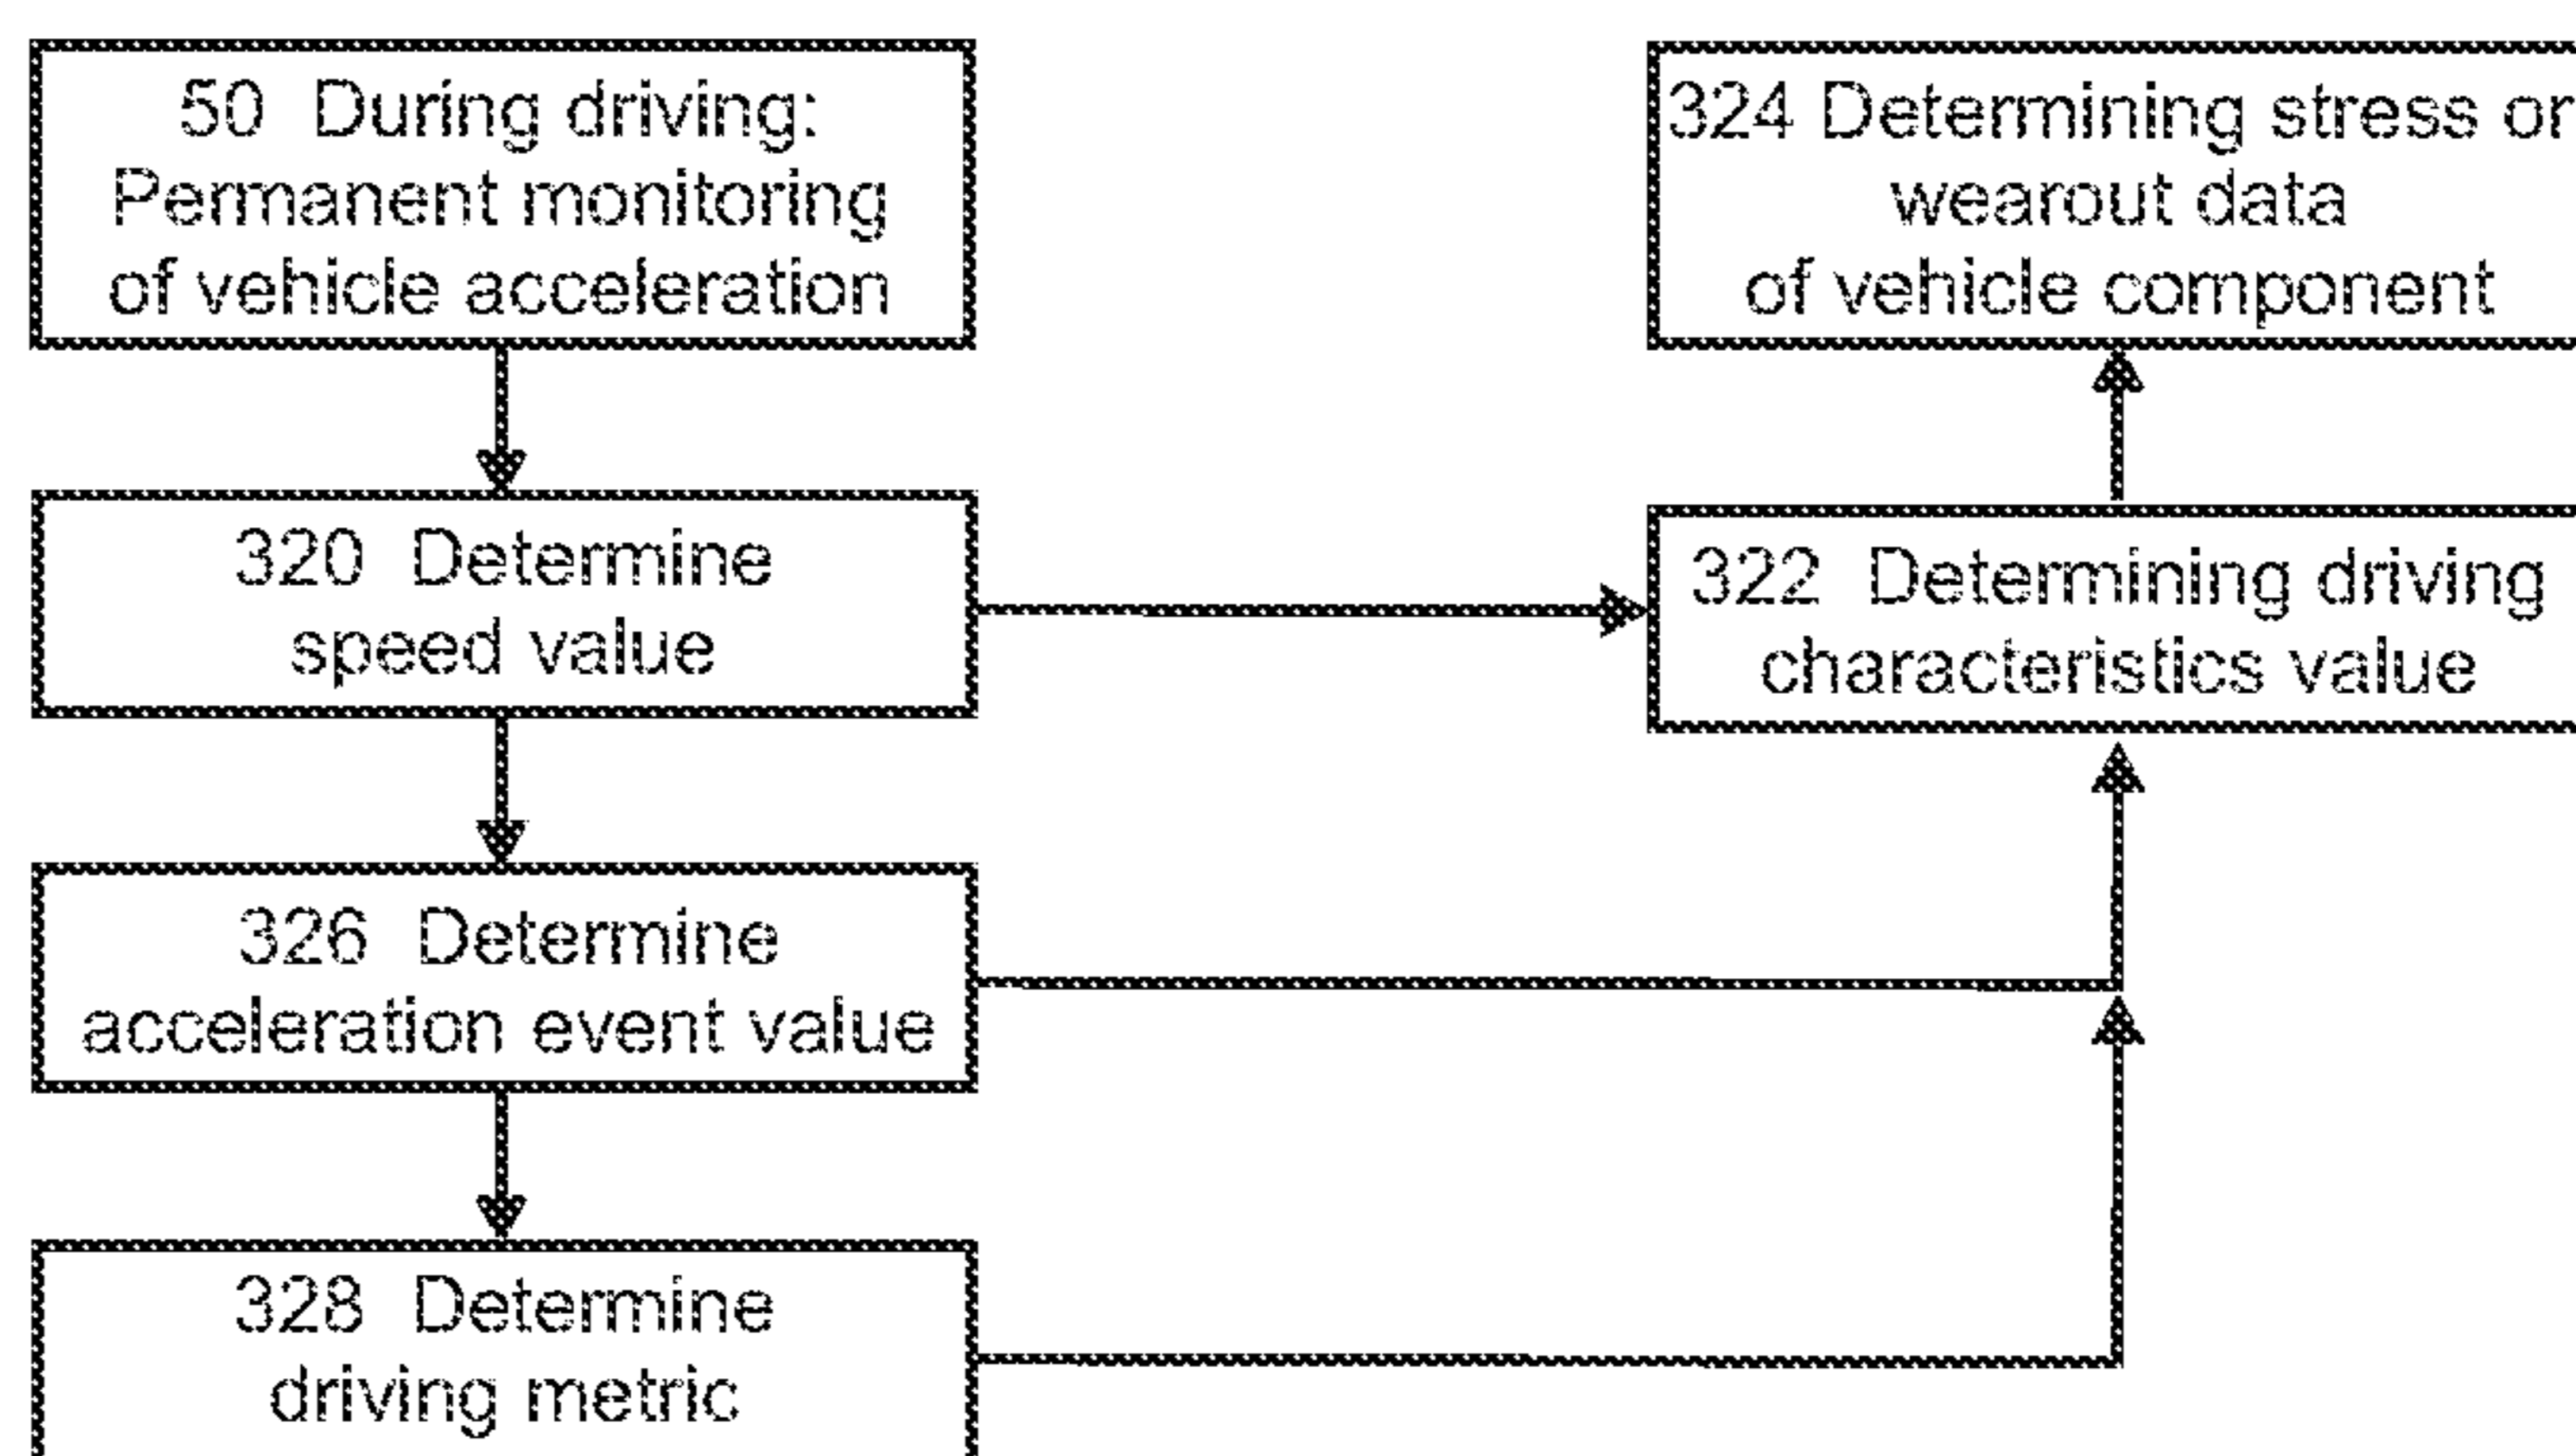 50 During driving:
Permanent monitoring
of vehicle acceleration
324 Determining stress or
wearout data
of vehicle component
320 Determine
speed value
322 Determining driving
characteristics value
326 Determine
acceleration event value
328 Determine
driving metric